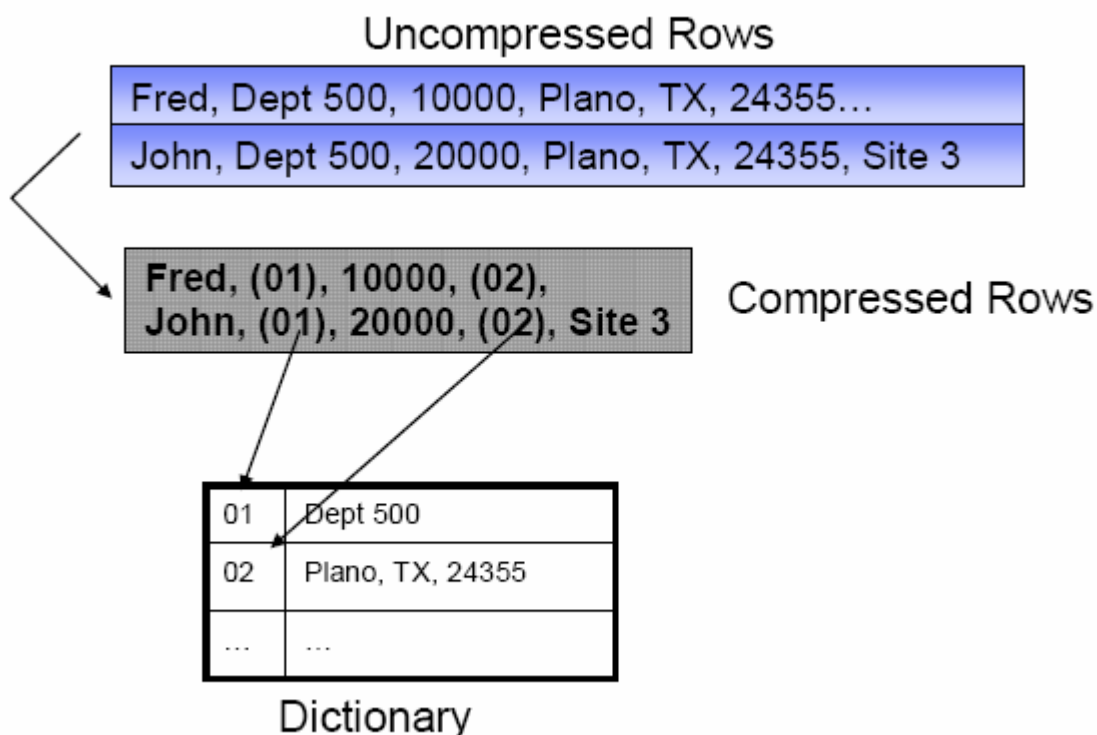 Uncompressed Rows
Fred, Dept 500, 10000, Plano, TX, 24355...
John, Dept 500, 20000, Plano, TX, 24355, Site 3
Fred, (01), 10000, (02),
John, (01), 20000, (02), Site 3
Compressed Rows
01 Dept 500
02 Plano, TX, 24355
... ...
Dictionary